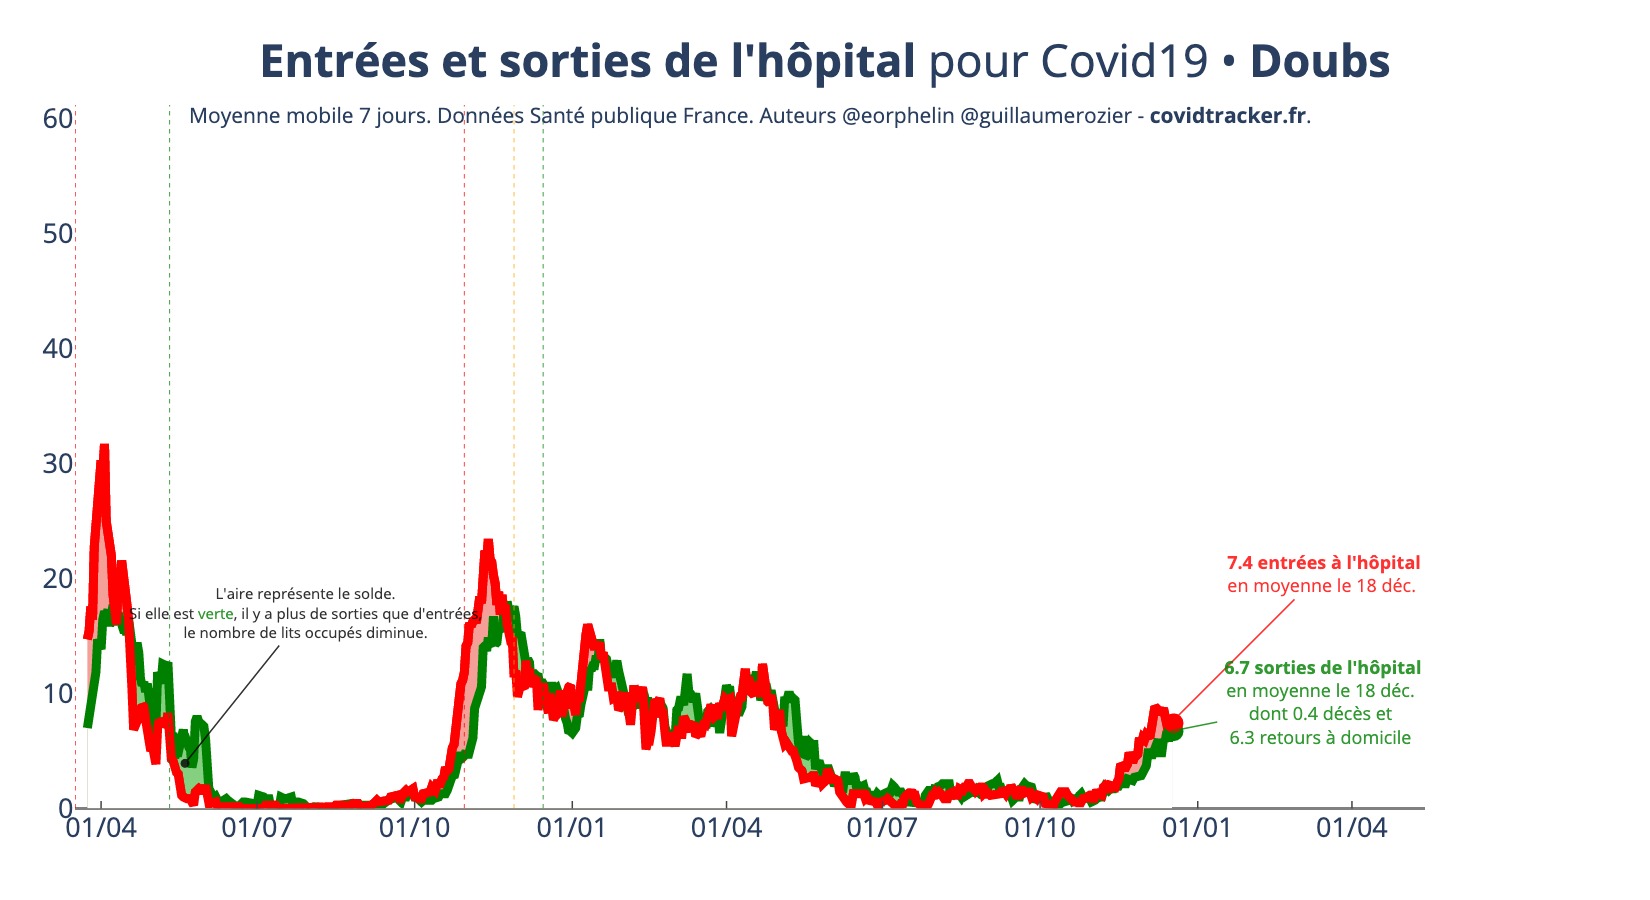 Entrées et sorties de l'hôpital pour Covid19 • Doubs
Moyenne mobile 7 jours. Données Santé publique France. Auteurs @eorphelin @guillaumerozier - covidtracker.fr.
60
50
40
30
20
10
0
L'aire représente le solde.
Si elle est verte, il y a plus de sorties que d'entrées,
le nombre de lits occupés diminue.
7.4 entrées à l'hôpital
en moyenne le 18 déc.
6.7 sorties de l'hôpital
en moyenne le 18 déc.
dont 0.4 décès et
6.3 retours à domicile
01/04 01/07 01/10 01/01 01/04 01/07 01/10 01/01 01/04